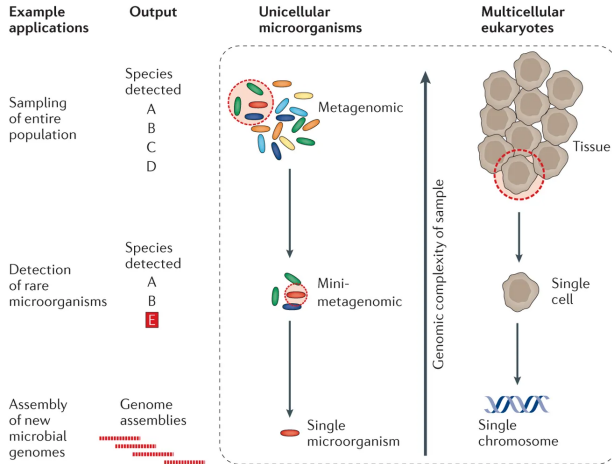 Example
applications
Output
Unicellular
microorganisms
Multicellular
eukaryotes
Sampling
of entire
population
Species
detected
A
B
C
D
Metagenomic
Tissue
Genomic complexity of sample
Detection
of rare
microorganisms
Species
detected
A
B
E
Mini-
metagenomic
Single
cell
Assembly
of new
microbial
genomes
Genome
assemblies
Single
microorganism
Single
chromosome